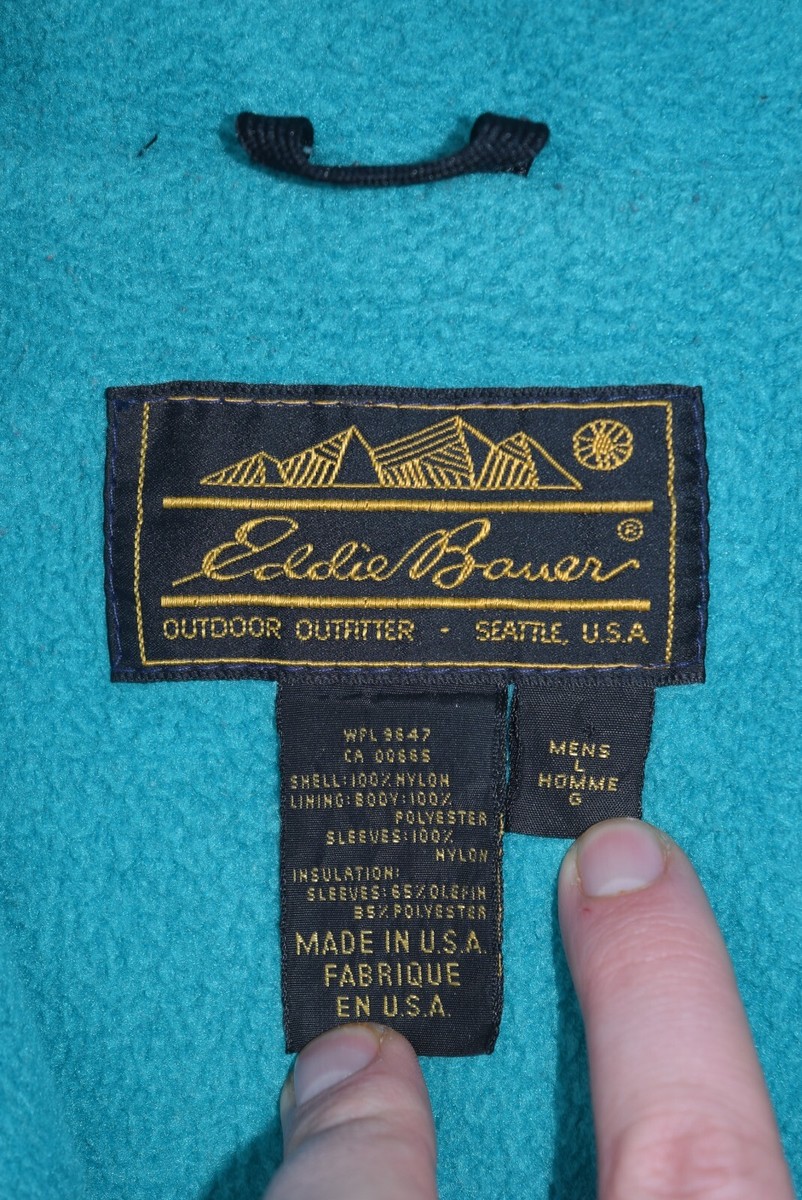 Eddie Bauer®
OUTDOOR OUTFITTER - SEATTLE, U.S.A
WPL 9647
CA 00665
SHELL:100% NYLON
LINING:BODY:100%
POLYESTER
SLEEVES:100%
NYLON
INSULATION:
SLEEVES:65% OLEFIN
35% POLYESTER
MADE IN U.S.A.
FABRIQUE
EN U.S.A.
MENS
L
HOMME
G